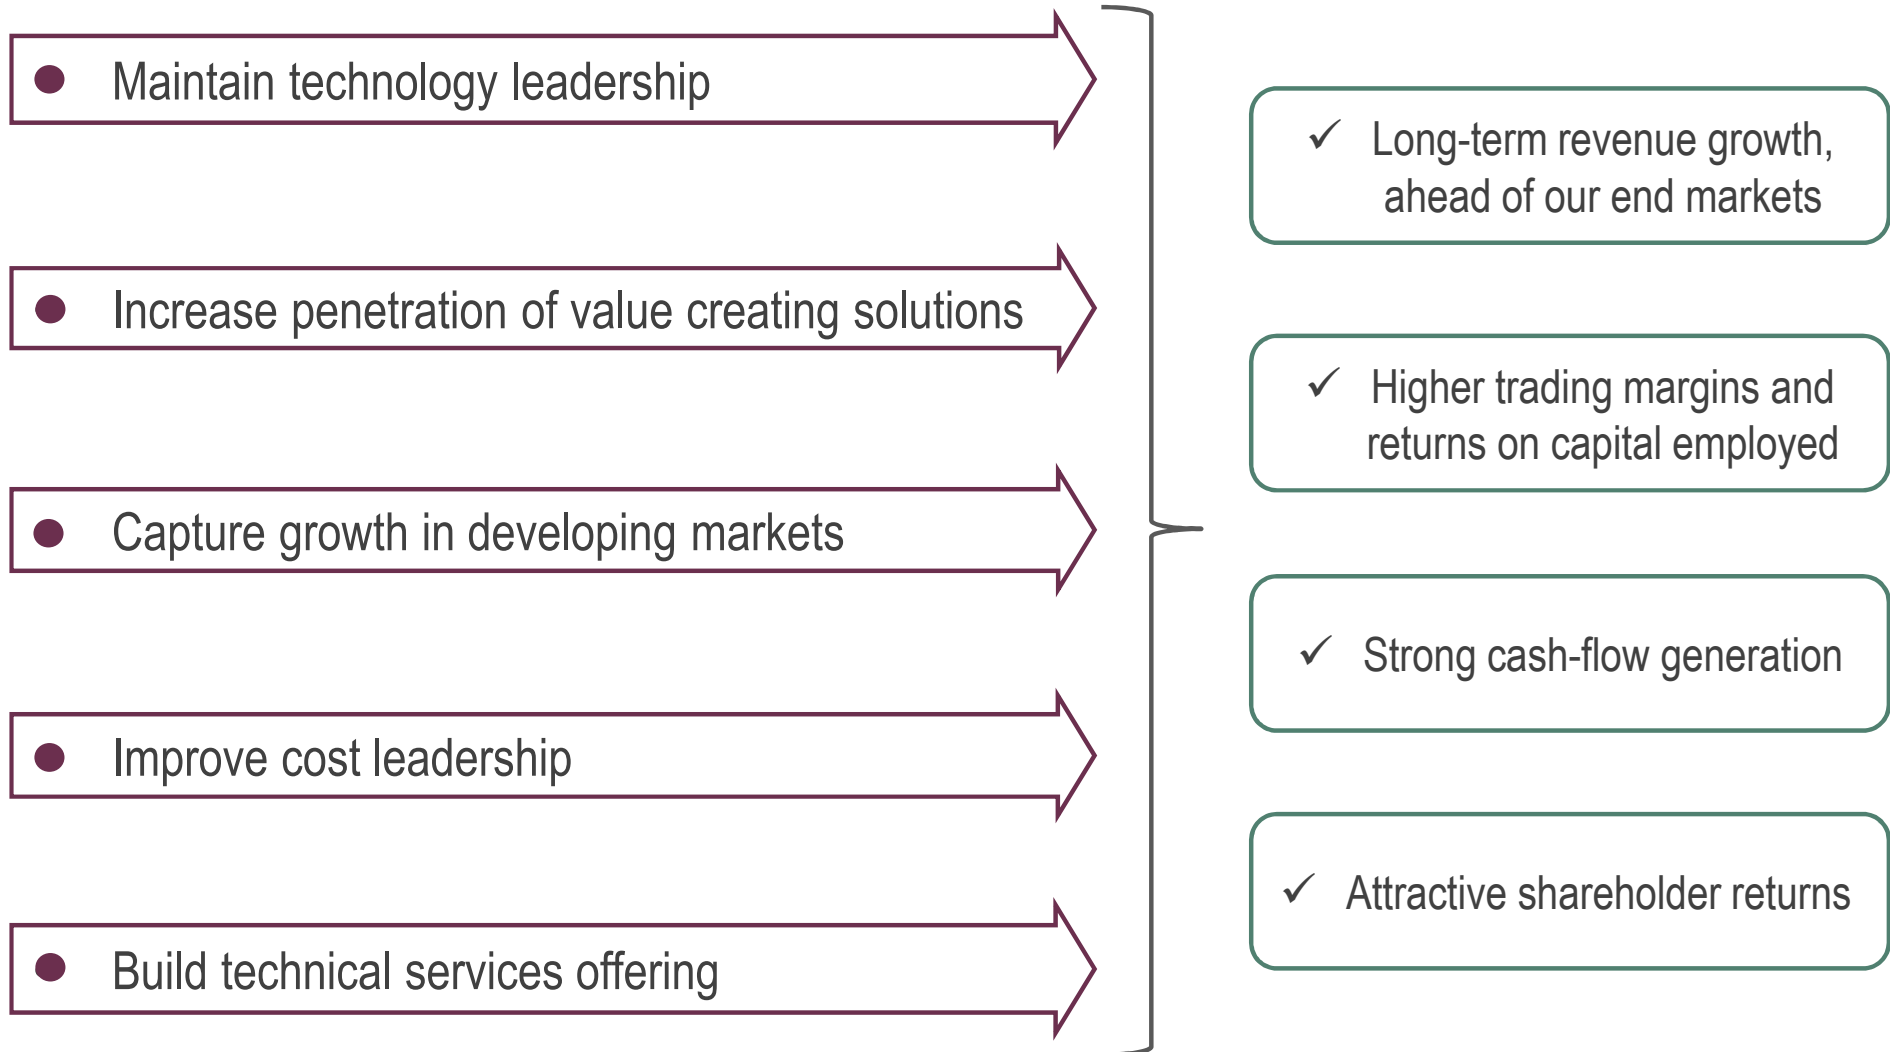 ● Maintain technology leadership
● Increase penetration of value creating solutions
● Capture growth in developing markets
● Improve cost leadership
● Build technical services offering
✓ Long-term revenue growth,
ahead of our end markets
✓ Higher trading margins and
returns on capital employed
✓ Strong cash-flow generation
✓ Attractive shareholder returns